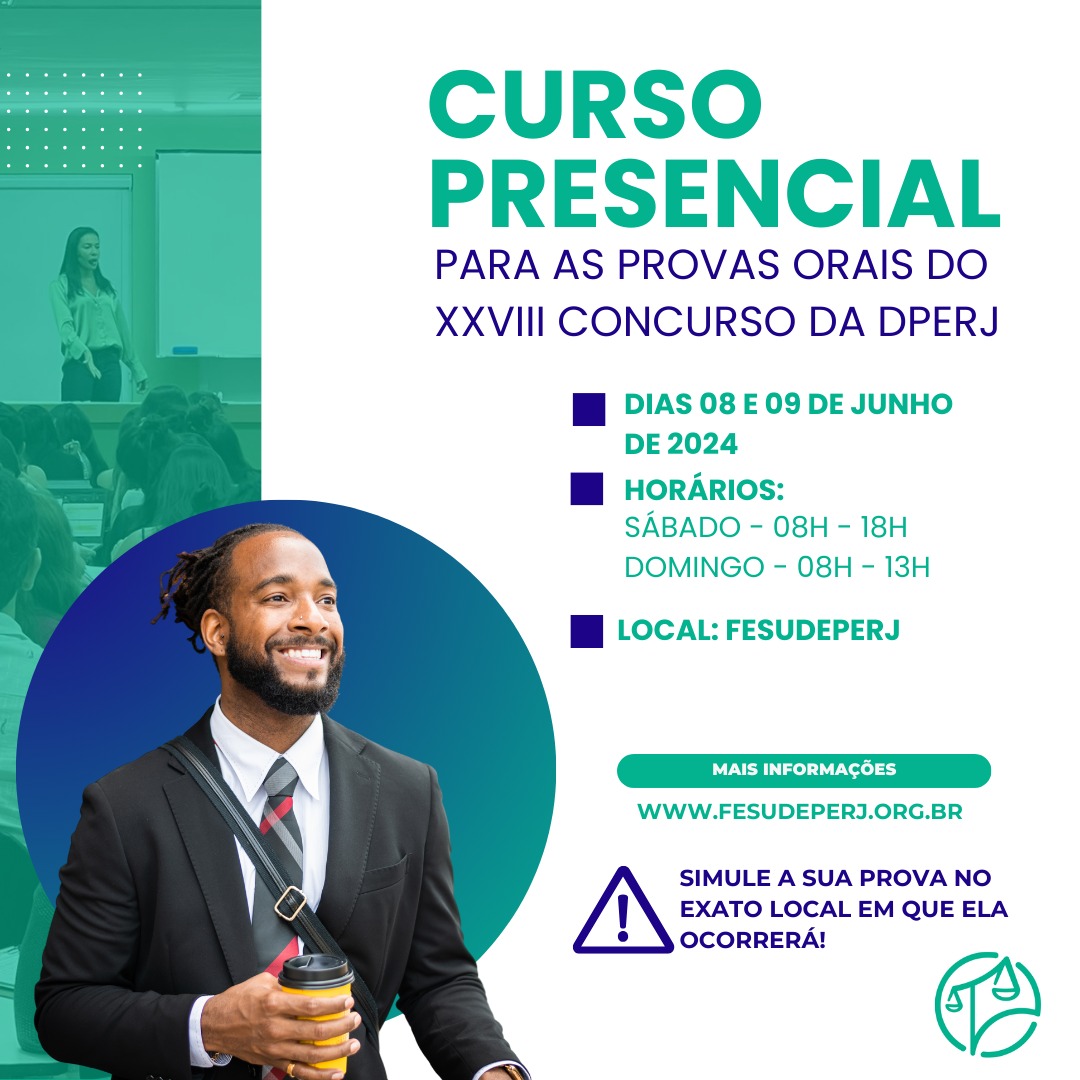 CURSO
PRESENCIAL
PARA AS PROVAS ORAIS DO
XXVIII CONCURSO DA DPERJ
DIAS 08 E 09 DE JUNHO
DE 2024
HORÁRIOS:
SÁBADO - 08H - 18H
DOMINGO - 08H - 13H
LOCAL: FESUDEPERJ
MAIS INFORMAÇÕES
WWW.FESUDEPERJ.ORG.BR
SIMULE A SUA PROVA NO
EXATO LOCAL EM QUE ELA
OCORRERÁ!